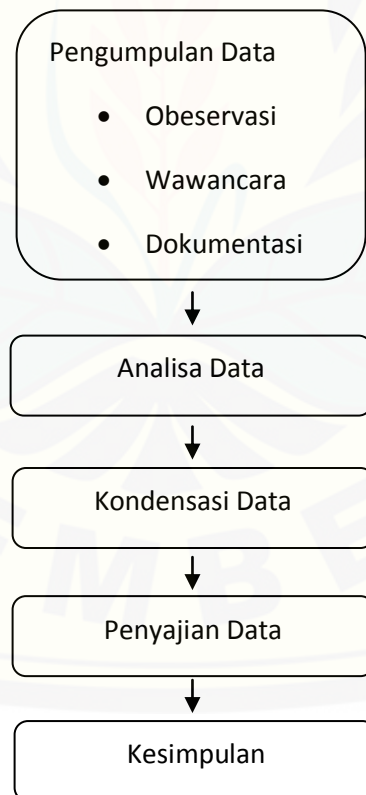 Pengumpulan Data
• Obeservasi
• Wawancara
• Dokumentasi
Analisa Data
Kondensasi Data
Penyajian Data
Kesimpulan